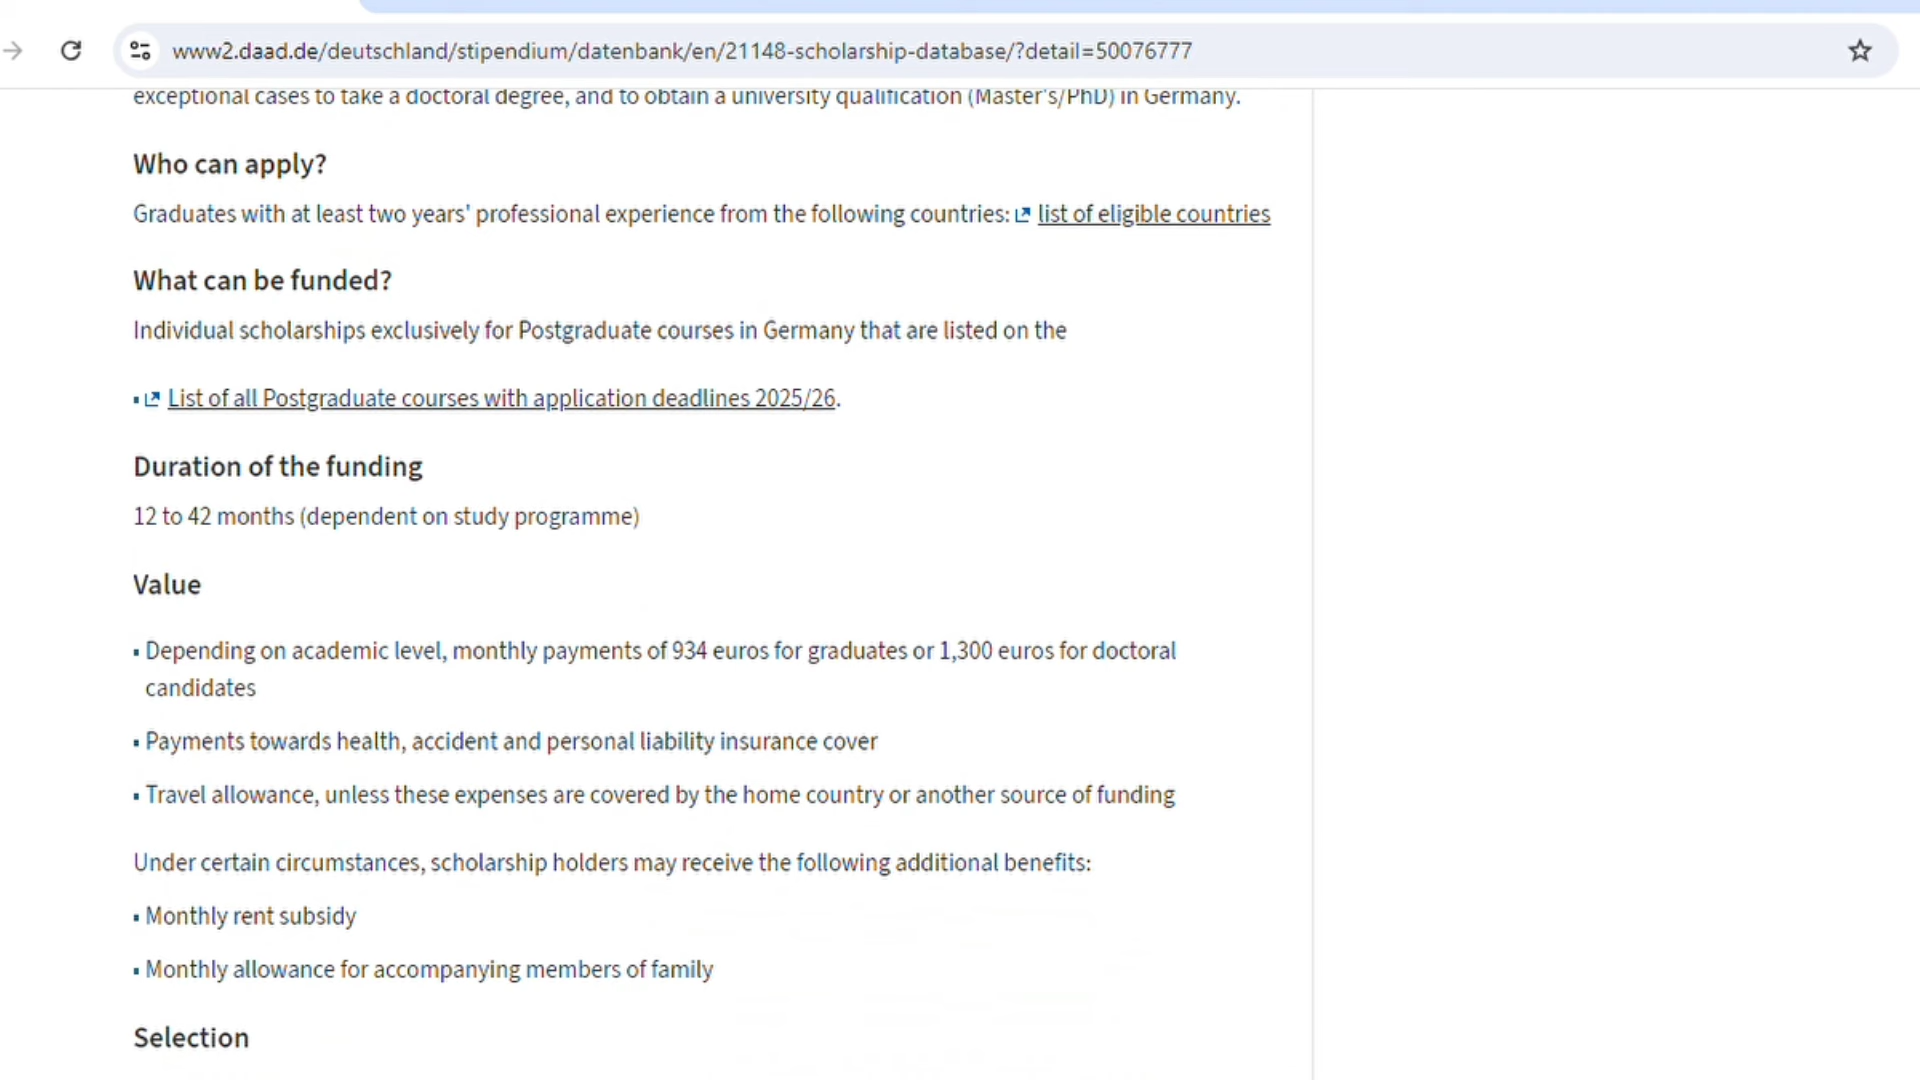 www2.daad.de/deutschland/stipendium/datenbank/en/21148-scholarship-database/?detail=50076777
exceptional cases to take a doctoral degree, and to obtain a university qualification (Master's/PhD) in Germany.
Who can apply?
Graduates with at least two years' professional experience from the following countries: list of eligible countries
What can be funded?
Individual scholarships exclusively for Postgraduate courses in Germany that are listed on the
▪ List of all Postgraduate courses with application deadlines 2025/26.
Duration of the funding
12 to 42 months (dependent on study programme)
Value
▪ Depending on academic level, monthly payments of 934 euros for graduates or 1,300 euros for doctoral
candidates
▪ Payments towards health, accident and personal liability insurance cover
▪ Travel allowance, unless these expenses are covered by the home country or another source of funding
Under certain circumstances, scholarship holders may receive the following additional benefits:
▪ Monthly rent subsidy
▪ Monthly allowance for accompanying members of family
Selection